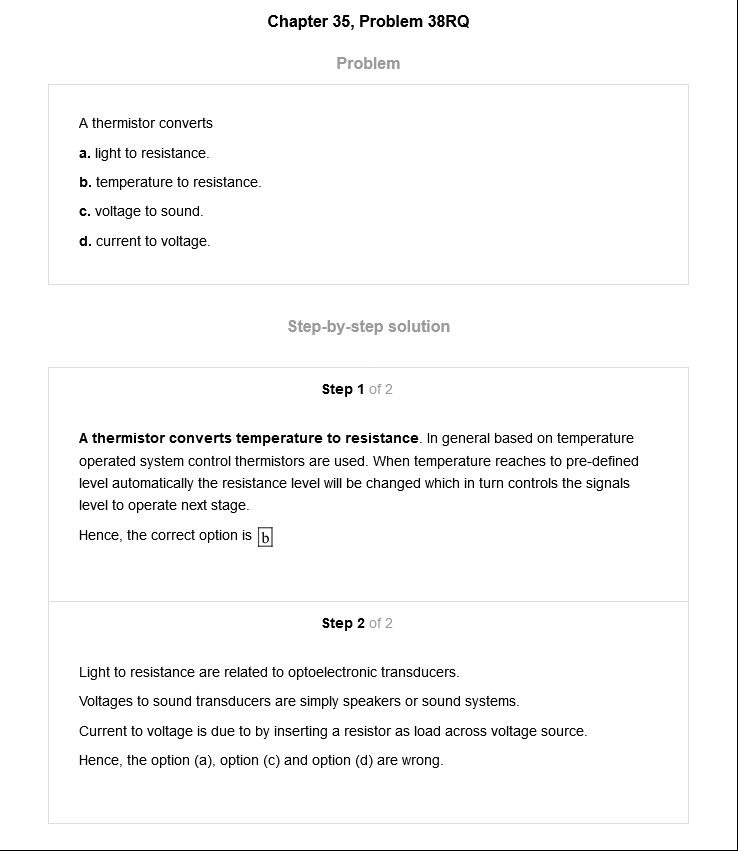 Chapter 35, Problem 38RQ
Problem
A thermistor converts
a. light to resistance.
b. temperature to resistance.
c. voltage to sound.
d. current to voltage.
Step-by-step solution
Step 1 of 2
A thermistor converts temperature to resistance. In general based on temperature
operated system control thermistors are used. When temperature reaches to pre-defined
level automatically the resistance level will be changed which in turn controls the signals
level to operate next stage.
Hence, the correct option is b
Step 2 of 2
Light to resistance are related to optoelectronic transducers.
Voltages to sound transducers are simply speakers or sound systems.
Current to voltage is due to by inserting a resistor as load across voltage source.
Hence, the option (a), option (c) and option (d) are wrong.